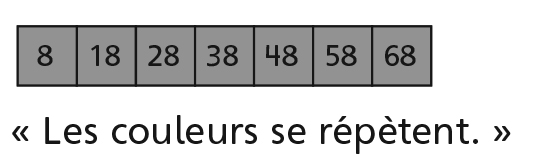 8 18 28 38 48 58 68
« Les couleurs se répètent. »